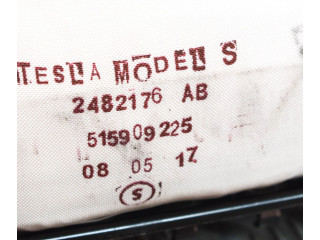 TESLA MODEL S
2482176 AB
515909225
08 05 17
S